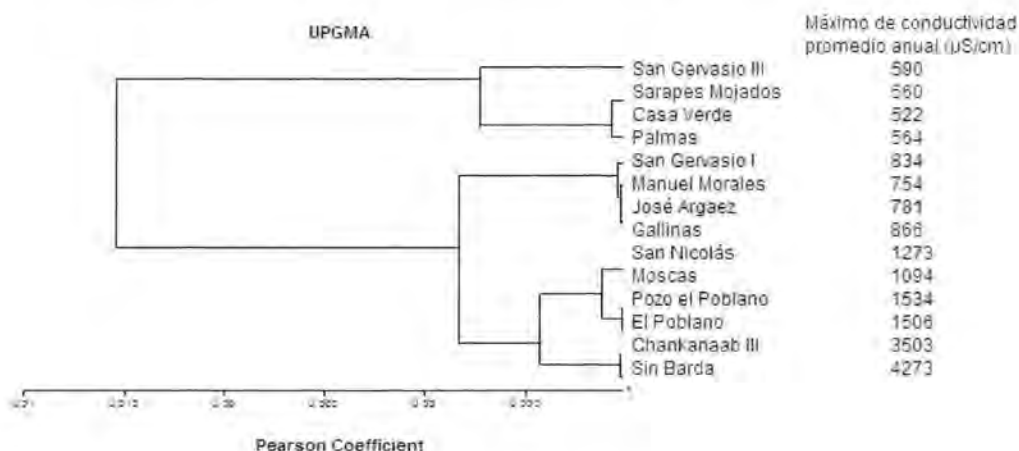 UPGMA
Máximo de conductividad
promedio anual (µS/cm)
San Gervasio III 590
Sarapes Mojados 560
Casa Verde 522
Palmas 564
San Gervasio I 834
Manuel Morales 754
José Argaez 781
Gallinas 866
San Nicolás 1273
Moscas 1094
Pozo el Poblano 1534
El Poblano 1506
Chankanaab III 3503
Sin Barda 4273
Pearson Coefficient